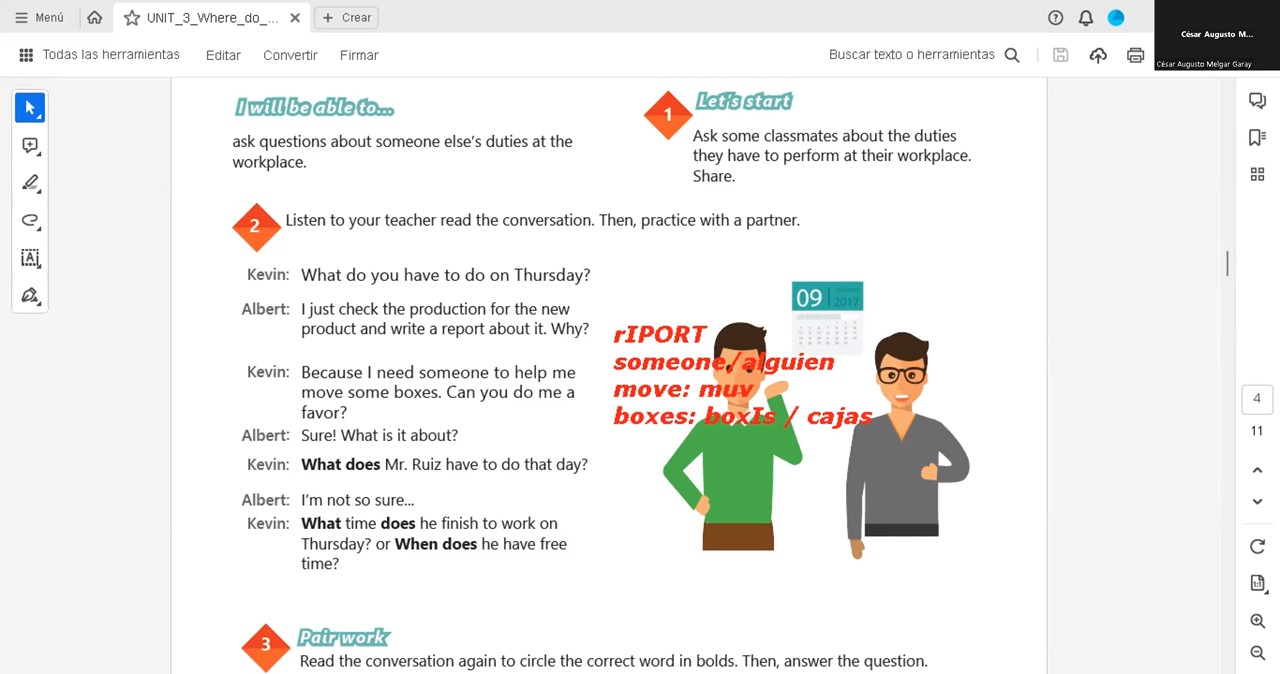 Menú
UNIT_3_Where_do_...
Crear
César Augusto M...
César Augusto Melgar Garay
Todas las herramientas
Editar
Convertir
Firmar
Buscar texto o herramientas
I will be able to...
ask questions about someone else's duties at the
workplace.
1
Let's start
Ask some classmates about the duties
they have to perform at their workplace.
Share.
2
Listen to your teacher read the conversation. Then, practice with a partner.
Kevin: What do you have to do on Thursday?
Albert: I just check the production for the new
product and write a report about it. Why?
Kevin: Because I need someone to help me
move some boxes. Can you do me a
favor?
Albert: Sure! What is it about?
Kevin: What does Mr. Ruiz have to do that day?
Albert: I'm not so sure...
Kevin: What time does he finish to work on
Thursday? or When does he have free
time?
09
2017
rIPORT
someone/alguien
move: muv
boxes: boxIs / cajas
3
Pair work
Read the conversation again to circle the correct word in bolds. Then, answer the question.
4
11
1:1